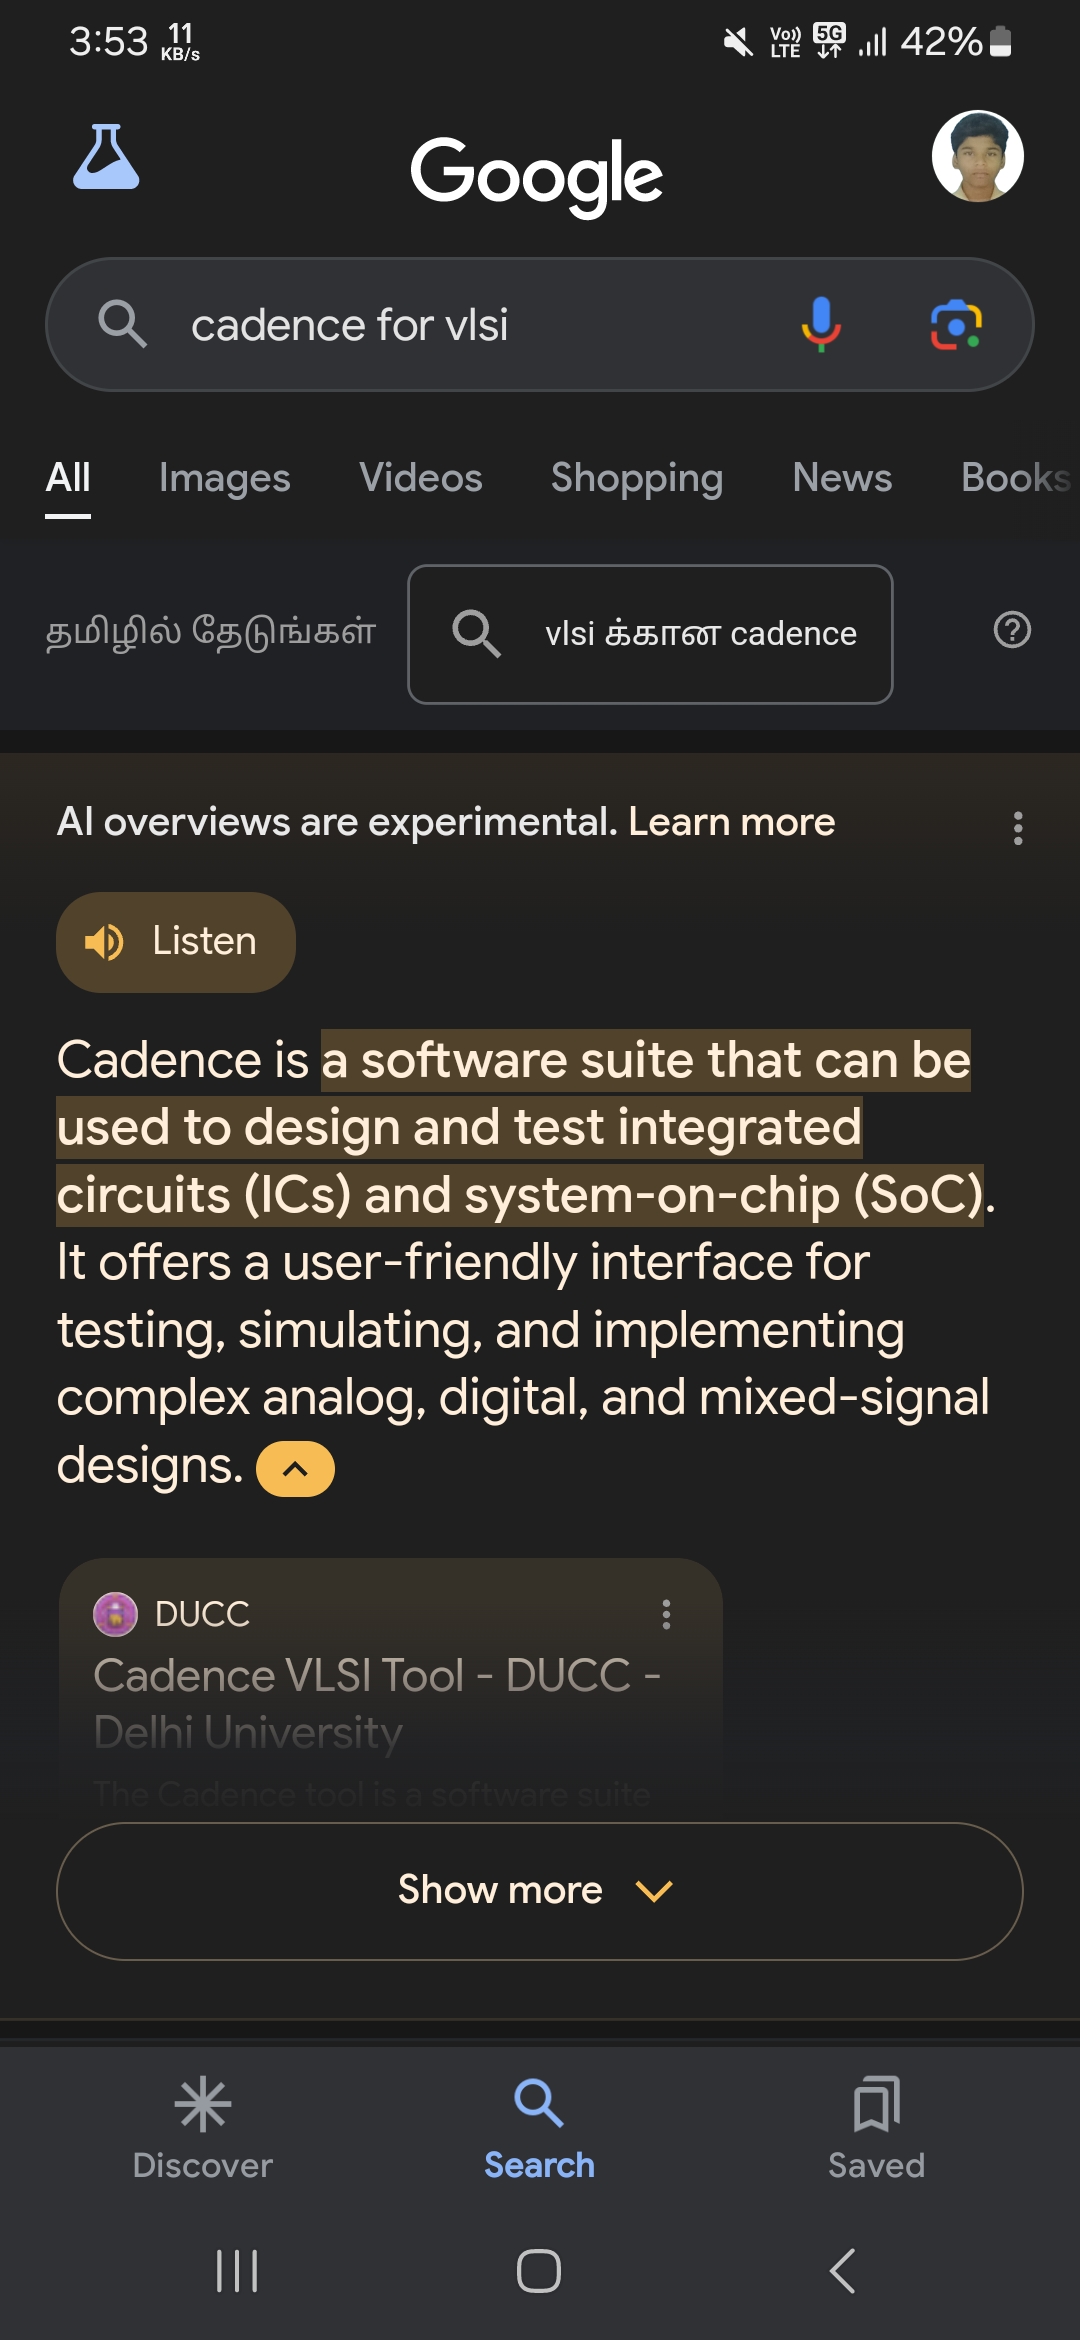 3:53 11 KB/s Vo)) LTE 5G 42%
Google
cadence for vlsi
All Images Videos Shopping News Books
தமிழில் தேடுங்கள் vlsi க்கான cadence
AI overviews are experimental. Learn more
Listen
Cadence is a software suite that can be
used to design and test integrated
circuits (ICs) and system-on-chip (SoC).
It offers a user-friendly interface for
testing, simulating, and implementing
complex analog, digital, and mixed-signal
designs.
DUCC
Cadence VLSI Tool - DUCC -
Delhi University
The Cadence tool is a software suite
Show more
Discover Search Saved